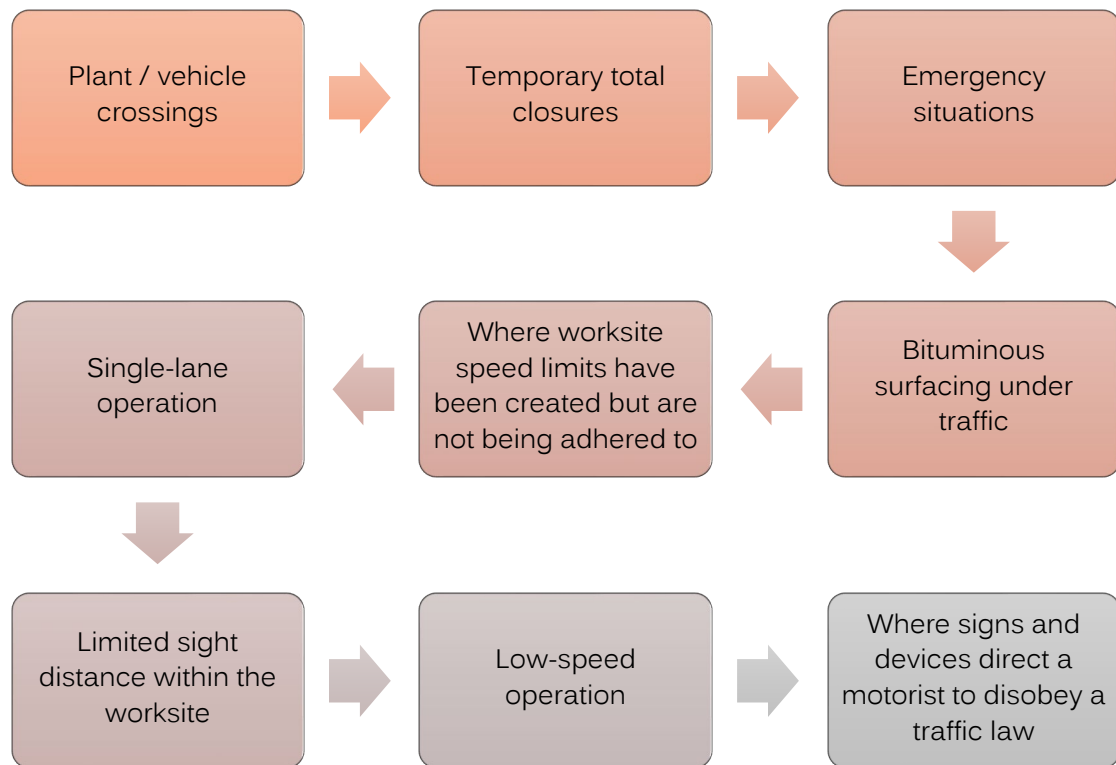 Plant / vehicle
crossings
Temporary total
closures
Emergency
situations
Bituminous
surfacing under
traffic
Where worksite
speed limits have
been created but are
not being adhered to
Single-lane
operation
Limited sight
distance within the
worksite
Low-speed
operation
Where signs and
devices direct a
motorist to disobey a
traffic law